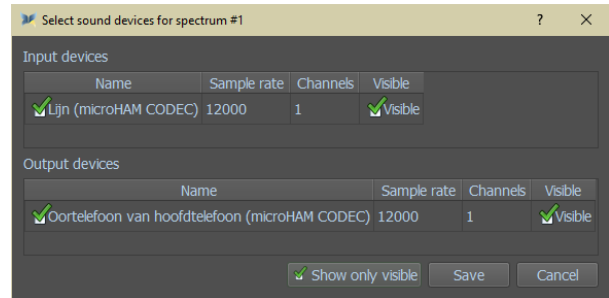 Select sound devices for spectrum #1 ? ×
Input devices
Name Sample rate Channels Visible
Lijn (microHAM CODEC) 12000 1 Visible
Output devices
Name Sample rate Channels Visible
Oortelefoon van hoofdtelefoon (microHAM CODEC) 12000 1 Visible
Show only visible Save Cancel